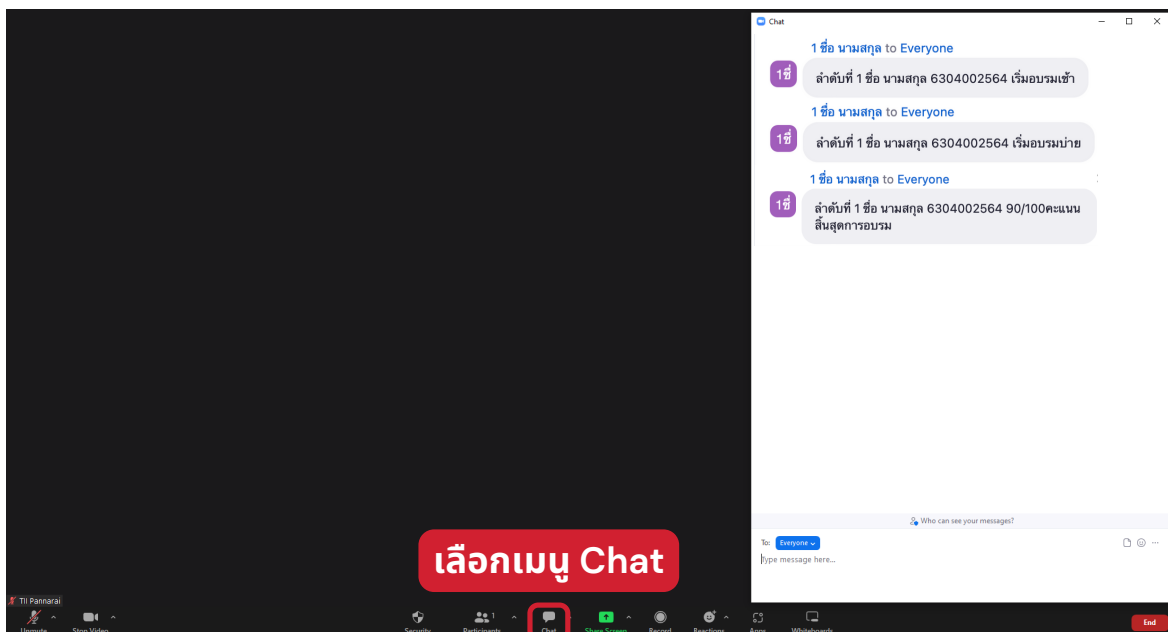 Chat
1 ชื่อ นามสกุล to Everyone
1ชื่
ลำดับที่ 1 ชื่อ นามสกุล 6304002564 เริ่มอบรมเช้า
1 ชื่อ นามสกุล to Everyone
1ชื่
ลำดับที่ 1 ชื่อ นามสกุล 6304002564 เริ่มอบรมบ่าย
1 ชื่อ นามสกุล to Everyone
1ชื่
ลำดับที่ 1 ชื่อ นามสกุล 6304002564 90/100คะแนน
สิ้นสุดการอบรม
Who can see your messages?
To: Everyone
Type message here...
เลือกเมนู Chat
TII Pannarai
1
Unmute Stop Video Security Participants Chat Share Screen Record Reactions Apps Whiteboards End